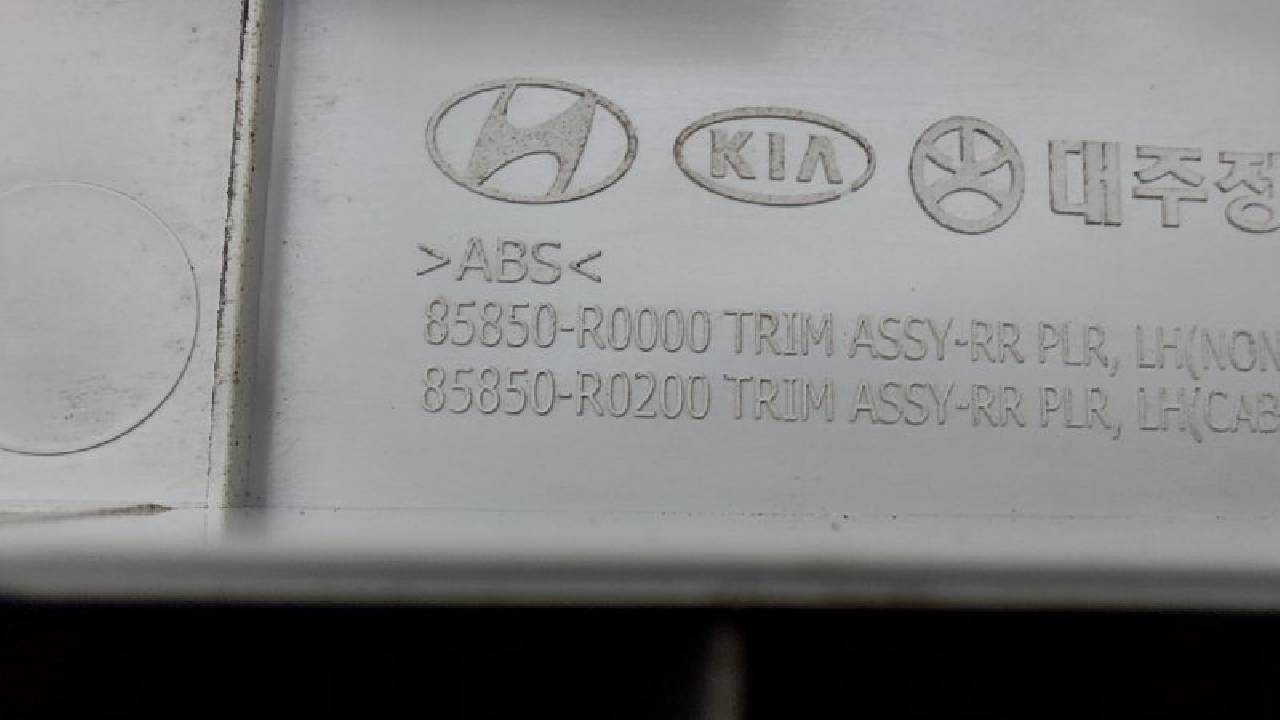 KIA 대주정
>ABS<
85850-R0000 TRIM ASSY-RR PLR, LH(NON
85850-R0200 TRIM ASSY-RR PLR, LH(CAB